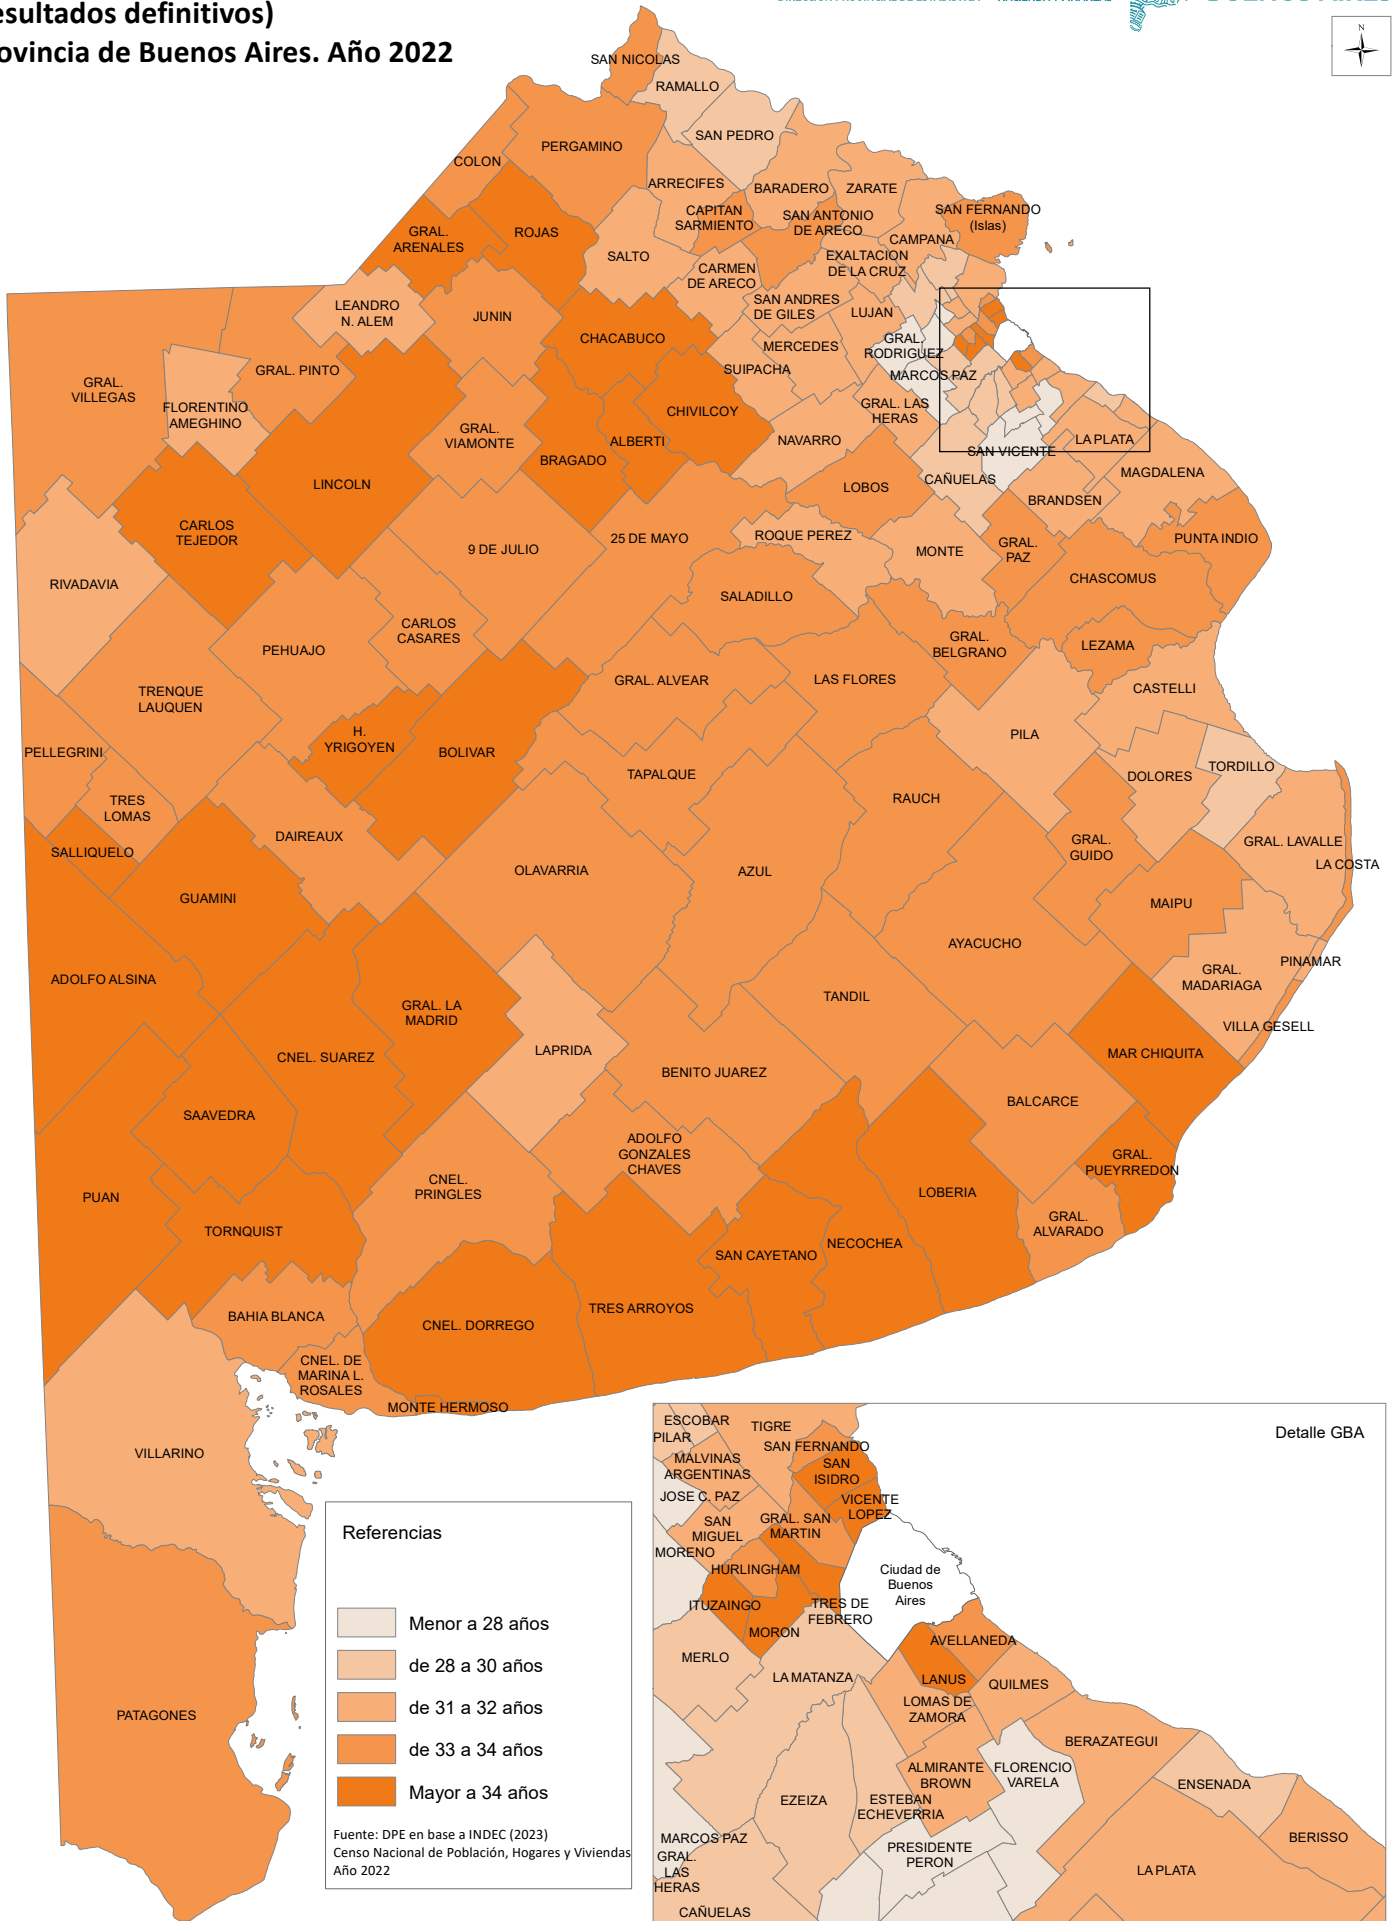 esultados definitivos)
ovincia de Buenos Aires. Año 2022
N
SAN NICOLAS
RAMALLO
SAN PEDRO
PERGAMINO
COLON
ARRECIFES
BARADERO
ZARATE
CAPITAN
SARMIENTO
SAN ANTONIO
DE ARECO
SAN FERNANDO
(Islas)
CAMPANA
GRAL.
ARENALES
ROJAS
SALTO
EXALTACION
DE LA CRUZ
CARMEN
DE ARECO
SAN ANDRES
DE GILES
LUJAN
LEANDRO
N. ALEM
JUNIN
CHACABUCO
MERCEDES
GRAL.
RODRIGUEZ
SUIPACHA
MARCOS PAZ
GRAL.
VILLEGAS
GRAL. PINTO
FLORENTINO
AMEGHINO
GRAL. LAS
HERAS
CHIVILCOY
GRAL.
VIAMONTE
ALBERTI
NAVARRO
LA PLATA
SAN VICENTE
BRAGADO
MAGDALENA
LINCOLN
LOBOS
CAÑUELAS
BRANDSEN
CARLOS
TEJEDOR
9 DE JULIO
25 DE MAYO
ROQUE PEREZ
MONTE
GRAL.
PAZ
PUNTA INDIO
RIVADAVIA
CHASCOMUS
SALADILLO
CARLOS
CASARES
PEHUAJO
GRAL.
BELGRANO
LEZAMA
GRAL. ALVEAR
LAS FLORES
TRENQUE
LAUQUEN
CASTELLI
H.
YRIGOYEN
BOLIVAR
PILA
PELLEGRINI
TAPALQUE
DOLORES
TORDILLO
TRES
LOMAS
RAUCH
DAIREAUX
GRAL.
GUIDO
GRAL. LAVALLE
SALLIQUELO
LA COSTA
OLAVARRIA
AZUL
GUAMINI
MAIPU
AYACUCHO
ADOLFO ALSINA
PINAMAR
GRAL.
MADARIAGA
TANDIL
GRAL. LA
MADRID
VILLA GESELL
LAPRIDA
MAR CHIQUITA
CNEL. SUAREZ
BENITO JUAREZ
BALCARCE
SAAVEDRA
ADOLFO
GONZALES
CHAVES
GRAL.
PUEYRREDON
CNEL.
PRINGLES
PUAN
LOBERIA
GRAL.
ALVARADO
TORNQUIST
NECOCHEA
SAN CAYETANO
TRES ARROYOS
BAHIA BLANCA
CNEL. DORREGO
CNEL. DE
MARINA L.
ROSALES
MONTE HERMOSO
VILLARINO
PATAGONES
Referencias
Menor a 28 años
de 28 a 30 años
de 31 a 32 años
de 33 a 34 años
Mayor a 34 años
Fuente: DPE en base a INDEC (2023)
Censo Nacional de Población, Hogares y Viviendas
Año 2022
Detalle GBA
ESCOBAR
PILAR
TIGRE
SAN FERNANDO
MALVINAS
ARGENTINAS
SAN
ISIDRO
JOSE C. PAZ
VICENTE
LOPEZ
SAN
MIGUEL
GRAL. SAN
MARTIN
MORENO
HURLINGHAM
Ciudad de
Buenos
Aires
ITUZAINGO
TRES DE
FEBRERO
MORON
AVELLANEDA
MERLO
LA MATANZA
LANUS
QUILMES
LOMAS DE
ZAMORA
BERAZATEGUI
ALMIRANTE
BROWN
FLORENCIO
VARELA
ENSENADA
EZEIZA
ESTEBAN
ECHEVERRIA
BERISSO
MARCOS PAZ
PRESIDENTE
PERON
GRAL.
LAS
HERAS
LA PLATA
CAÑUELAS